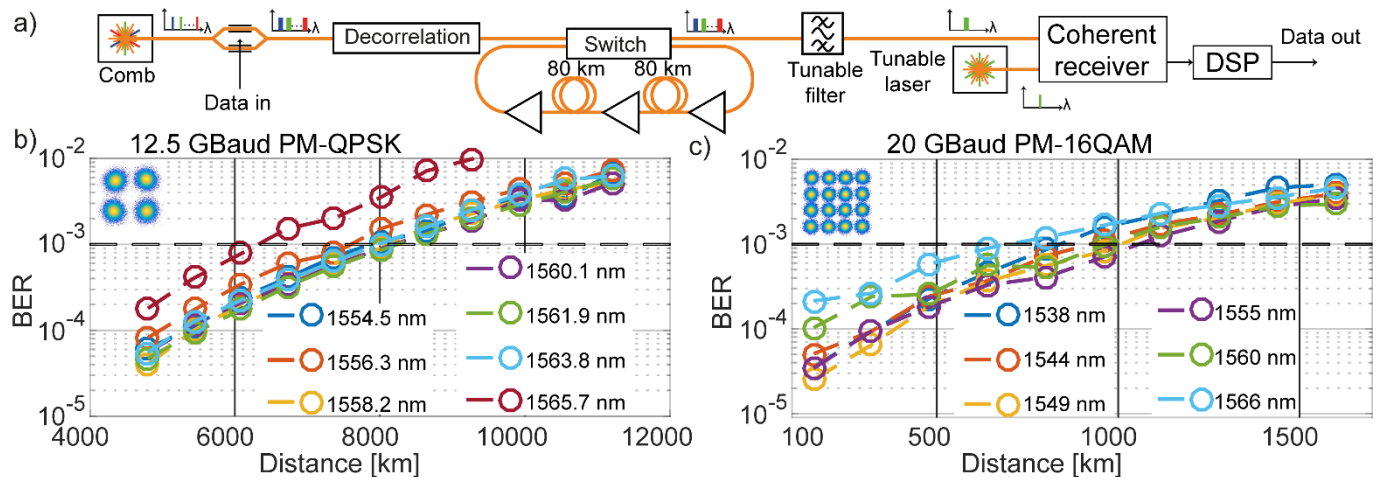 a)
λ
λ
λ
λ
Comb
Data in
Decorrelation
Switch
80 km
80 km
Tunable
filter
Tunable
laser
λ
Coherent
receiver
DSP
Data out
b)
12.5 GBaud PM-QPSK
BER
10-2
10-3
10-4
10-5
1554.5 nm
1556.3 nm
1558.2 nm
1560.1 nm
1561.9 nm
1563.8 nm
1565.7 nm
4000
6000
8000
10000
12000
Distance [km]
c)
20 GBaud PM-16QAM
BER
10-2
10-3
10-4
10-5
1538 nm
1544 nm
1549 nm
1555 nm
1560 nm
1566 nm
100
500
1000
1500
Distance [km]